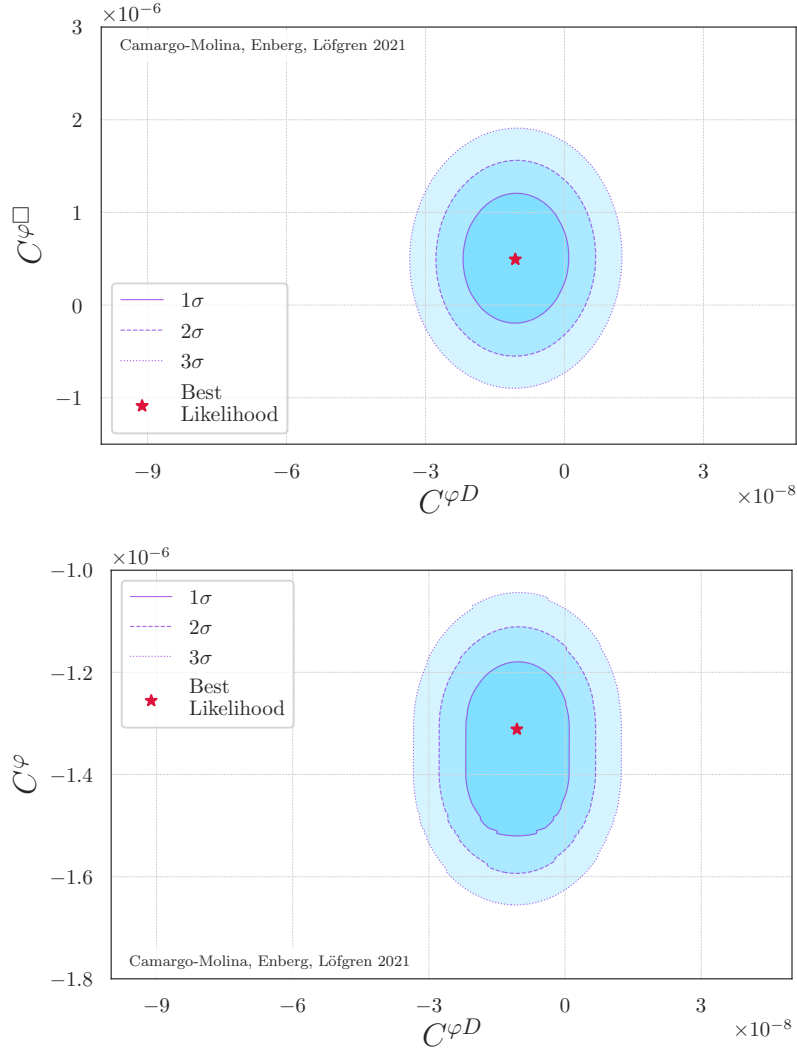 ×10⁻⁶
Camargo-Molina, Enberg, Löfgren 2021
3
2
1
0
−1
C^{φ□}
1σ
2σ
3σ
Best
Likelihood
−9 −6 −3 0 3
×10⁻⁸
C^{φD}
×10⁻⁶
−1.0
−1.2
−1.4
−1.6
−1.8
C^φ
1σ
2σ
3σ
Best
Likelihood
Camargo-Molina, Enberg, Löfgren 2021
−9 −6 −3 0 3
×10⁻⁸
C^{φD}